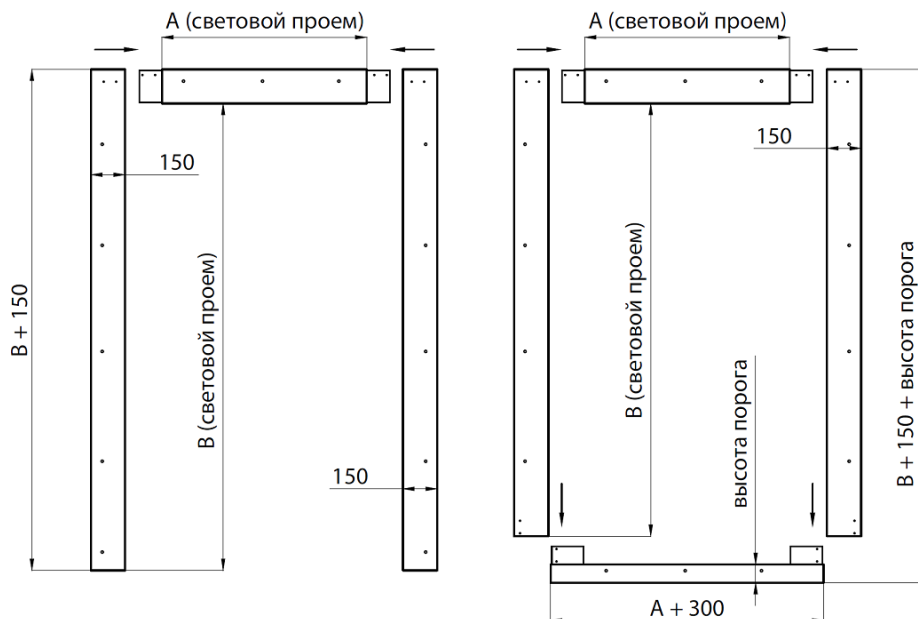 А (световой проем)
150
В + 150
В (световой проем)
150
А (световой проем)
150
В (световой проем)
высота порога
В + 150 + высота порога
А + 300